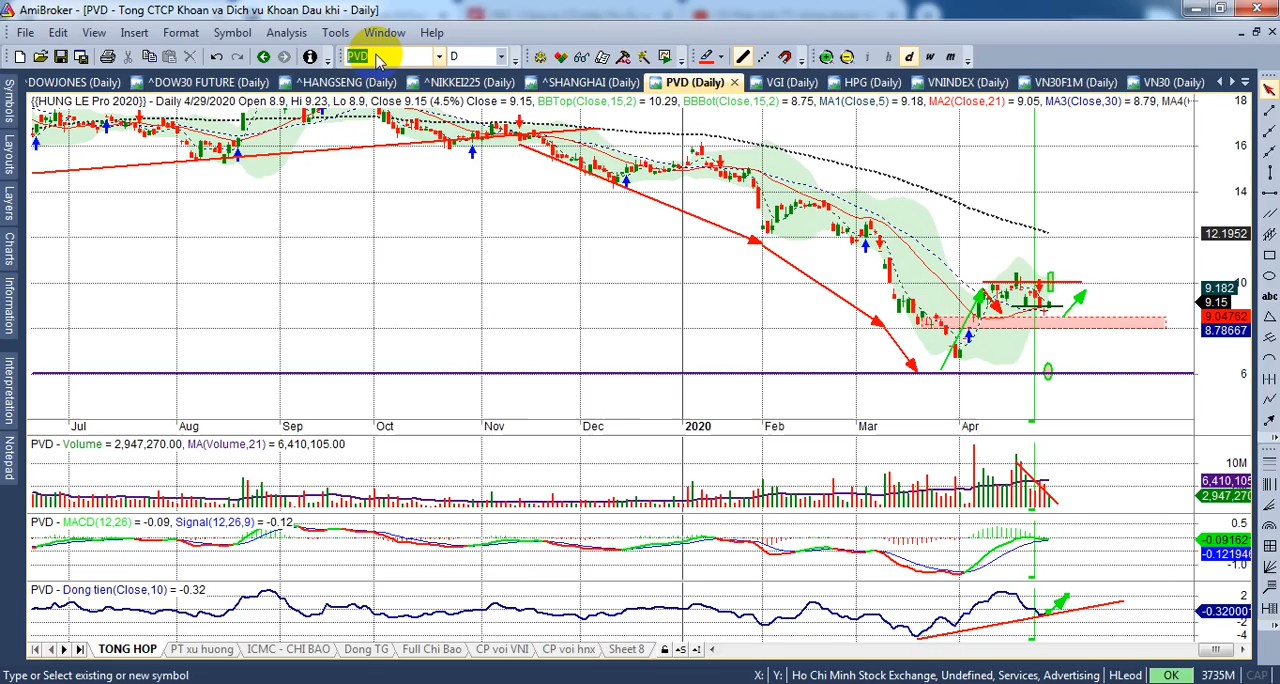 AmiBroker - [PVD - Tong CTCP Khoan va Dich vu Khoan Dau khi - Daily]
File Edit View Insert Format Symbol Analysis Tools Window Help
PVD D d w m
^DOWJONES (Daily) ^DOW30 FUTURE (Daily) ^HANGSENG (Daily) ^NIKKEI225 (Daily) ^SHANGHAI (Daily) PVD (Daily) VGI (Daily) HPG (Daily) VNINDEX (Daily) VN30F1M (Daily) VN30 (Daily)
{{HUNG LE Pro 2020}} - Daily 4/29/2020 Open 8.9, Hi 9.23, Lo 8.9, Close 9.15 (4.5%) Close = 9.15, BBTop(Close,15,2) = 10.29, BBBot(Close,15,2) = 8.75, MA1(Close,5) = 9.18, MA2(Close,21) = 9.05, MA3(Close,30) = 8.79, MA4(
18
16
14
12.1952
10
9.182
9.15
9.04762
8.78667
6
Jul Aug Sep Oct Nov Dec 2020 Feb Mar Apr
PVD - Volume = 2,947,270.00, MA(Volume,21) = 6,410,105.00
10M
6,410,105
2,947,270
PVD - MACD(12,26) = -0.09, Signal(12,26,9) = -0.12
0.5
-0.09162
-0.121946
-1.0
PVD - Dong tien(Close,10) = -0.32
2
-0.32000
-2
-4
TONG HOP PT xu huong ICMC - CHI BAO Dong TG Full Chi Bao CP voi VNI CP voi hnx Sheet 8
Type or Select existing or new symbol X: Y: Ho Chi Minh Stock Exchange, Undefined, Services, Advertising HLeod OK 3735M CAP
Symbols
Layouts
Layers
Charts
Information
Interpretation
Notepad
abc